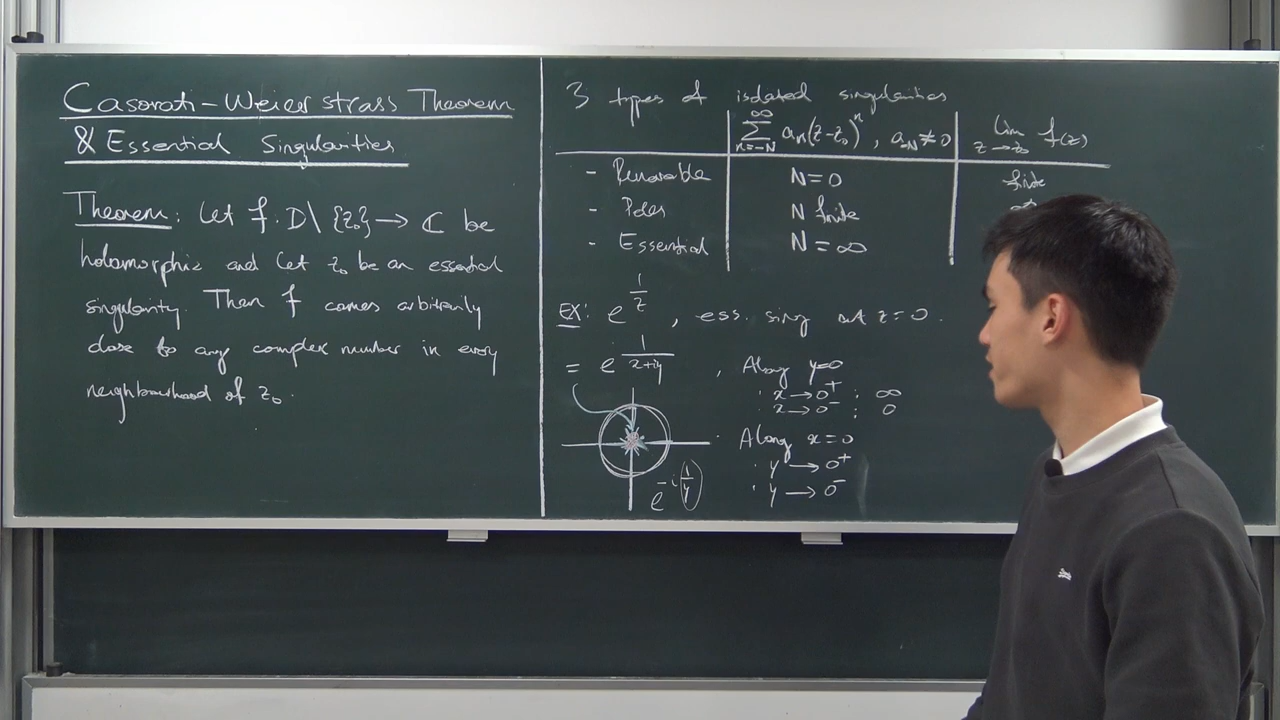 Casorati-Weierstrass Theorem
& Essential Singularities
Theorem: Let f: D\{z₀} → ℂ be
holomorphic and let z₀ be an essential
singularity. Then f comes arbitrarily
close to any complex number in every
neighbourhood of z₀.
3 types of isolated singularities
∑_{n=-N}^{∞} aₙ(z-z₀)ⁿ, a_{-N} ≠ 0 lim_{z→z₀} f(z)
- Removable N=0 finite
- Poles N finite ∞
- Essential N=∞
EX: e^{1/z}, ess. sing at z=0.
= e^{1/(x+iy)}, Along y=0
· x→0⁺ : ∞
· x→0⁻ : 0
· Along x=0
· y→0⁺
· y→0⁻
e^{-i(1/y)}